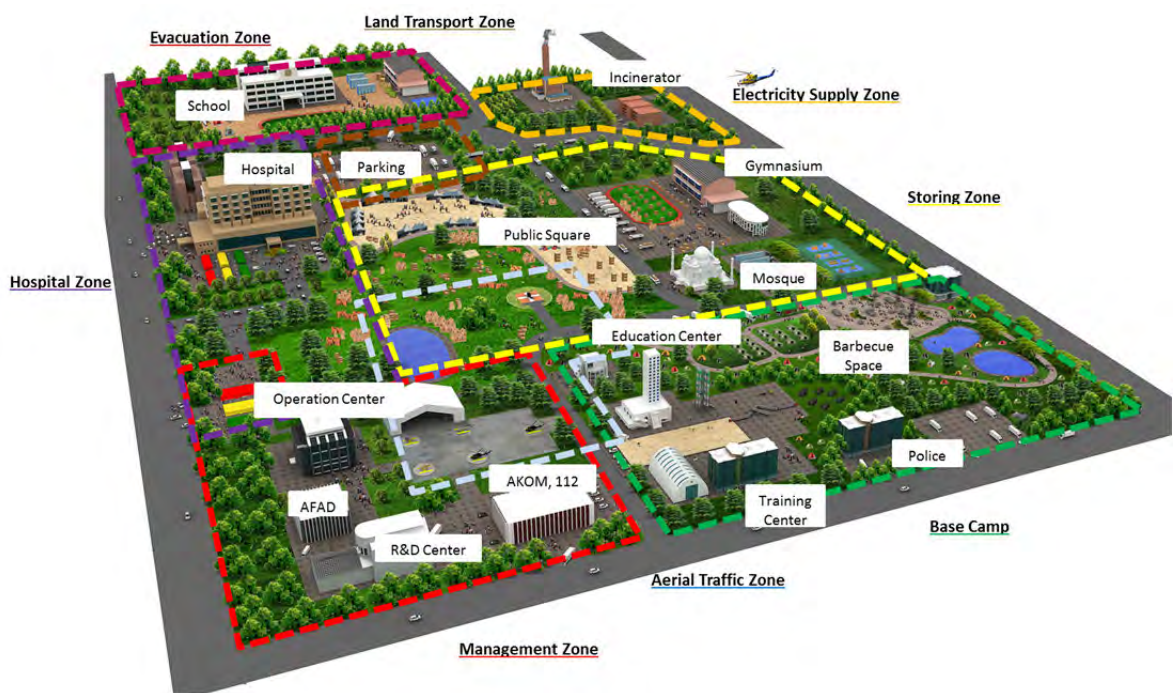 Land Transport Zone
Evacuation Zone
Incinerator
Electricity Supply Zone
School
Gymnasium
Hospital
Parking
Storing Zone
Public Square
Mosque
Hospital Zone
Education Center
Barbecue
Space
Operation Center
Police
AKOM, 112
AFAD
Training
Center
Base Camp
R&D Center
Aerial Traffic Zone
Management Zone